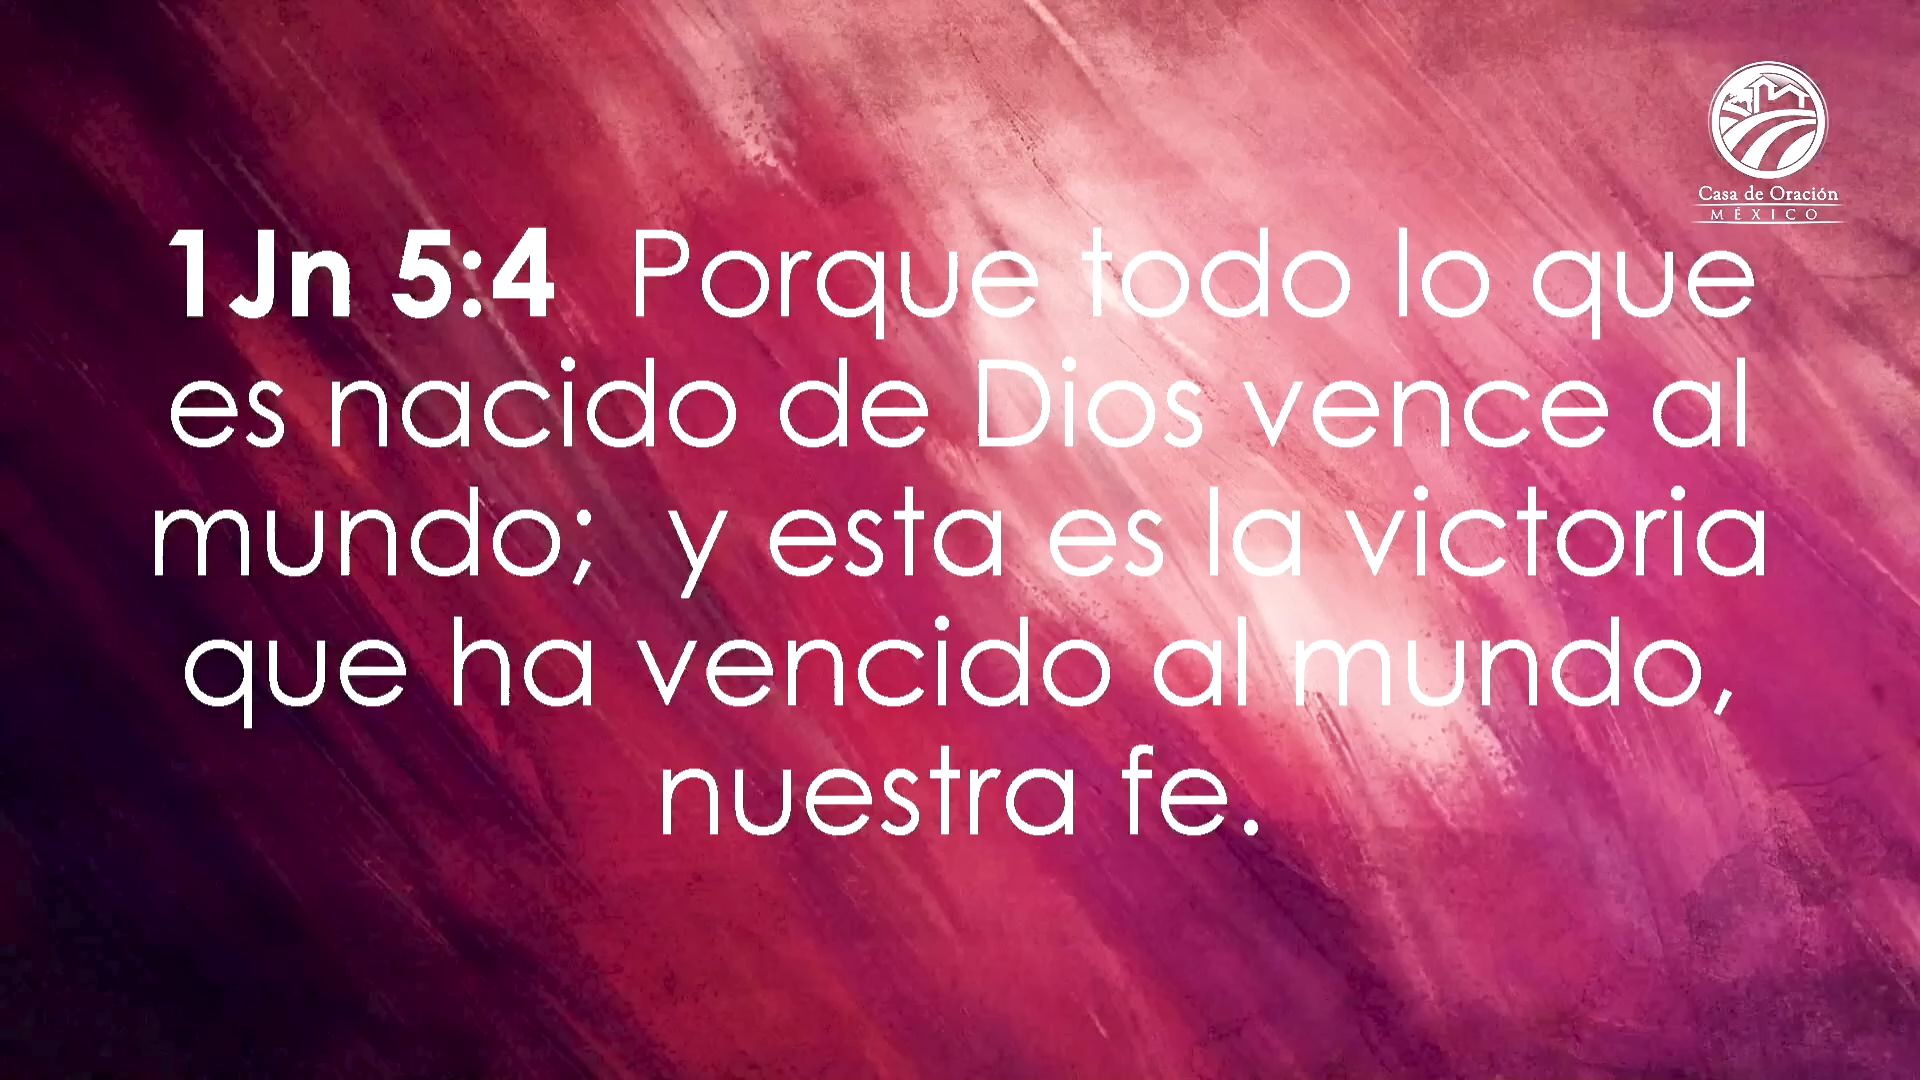 Casa de Oración
MÉXICO
1Jn 5:4 Porque todo lo que
es nacido de Dios vence al
mundo; y esta es la victoria
que ha vencido al mundo,
nuestra fe.